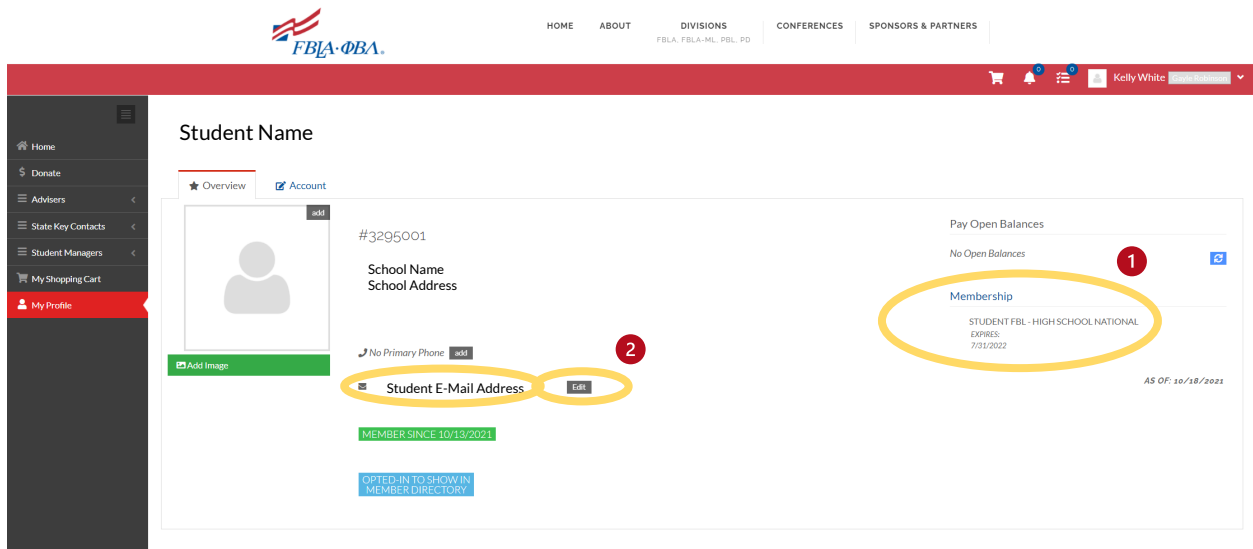 FBLA·ΦBΛ®
HOME ABOUT DIVISIONS CONFERENCES SPONSORS & PARTNERS
FBLA, FBLA-ML, PBL, PD
0 0 Kelly White Gayle Robinson
Student Name
Home
Donate
Advisers
State Key Contacts
Student Managers
My Shopping Cart
My Profile
Overview Account
add
Add Image
#3295001
School Name
School Address
No Primary Phone add
2
Student E-Mail Address Edit
MEMBER SINCE 10/13/2021
OPTED-IN TO SHOW IN
MEMBER DIRECTORY
Pay Open Balances
No Open Balances
1
Membership
STUDENT FBL - HIGH SCHOOL NATIONAL
EXPIRES:
7/31/2022
AS OF: 10/18/2021